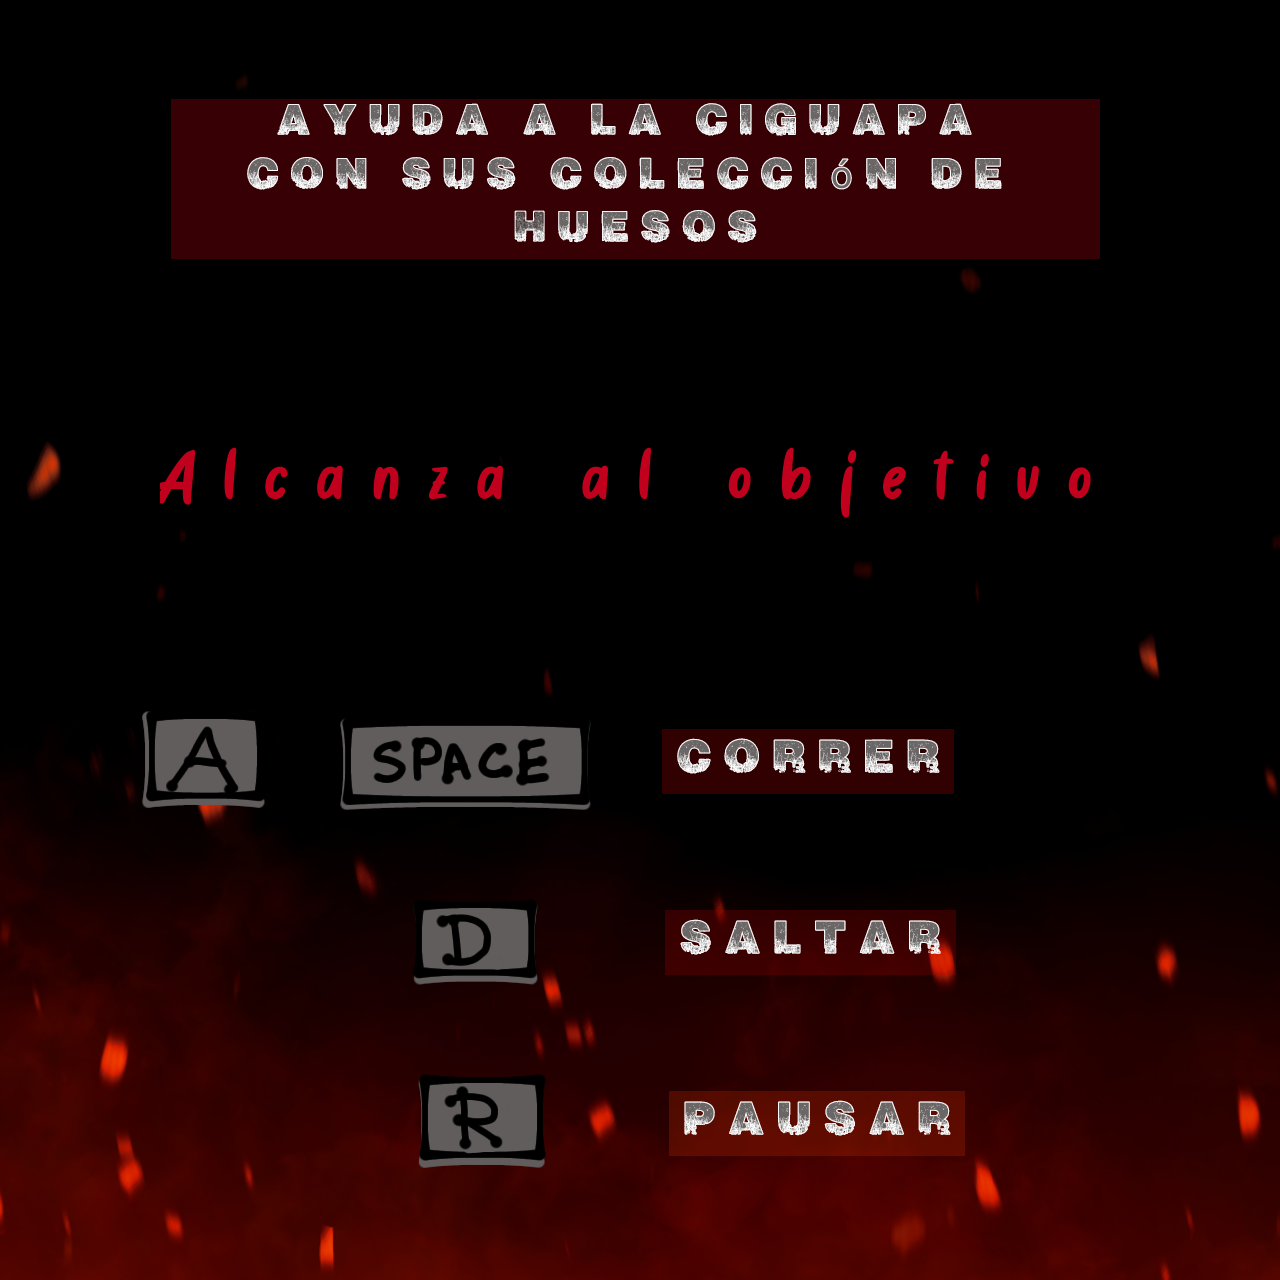 AYUDA A LA CIGUAPA
CON SUS COLECCIóN DE
HUESOS
Alcanza al objetivo
A SPACE CORRER
D SALTAR
R PAUSAR